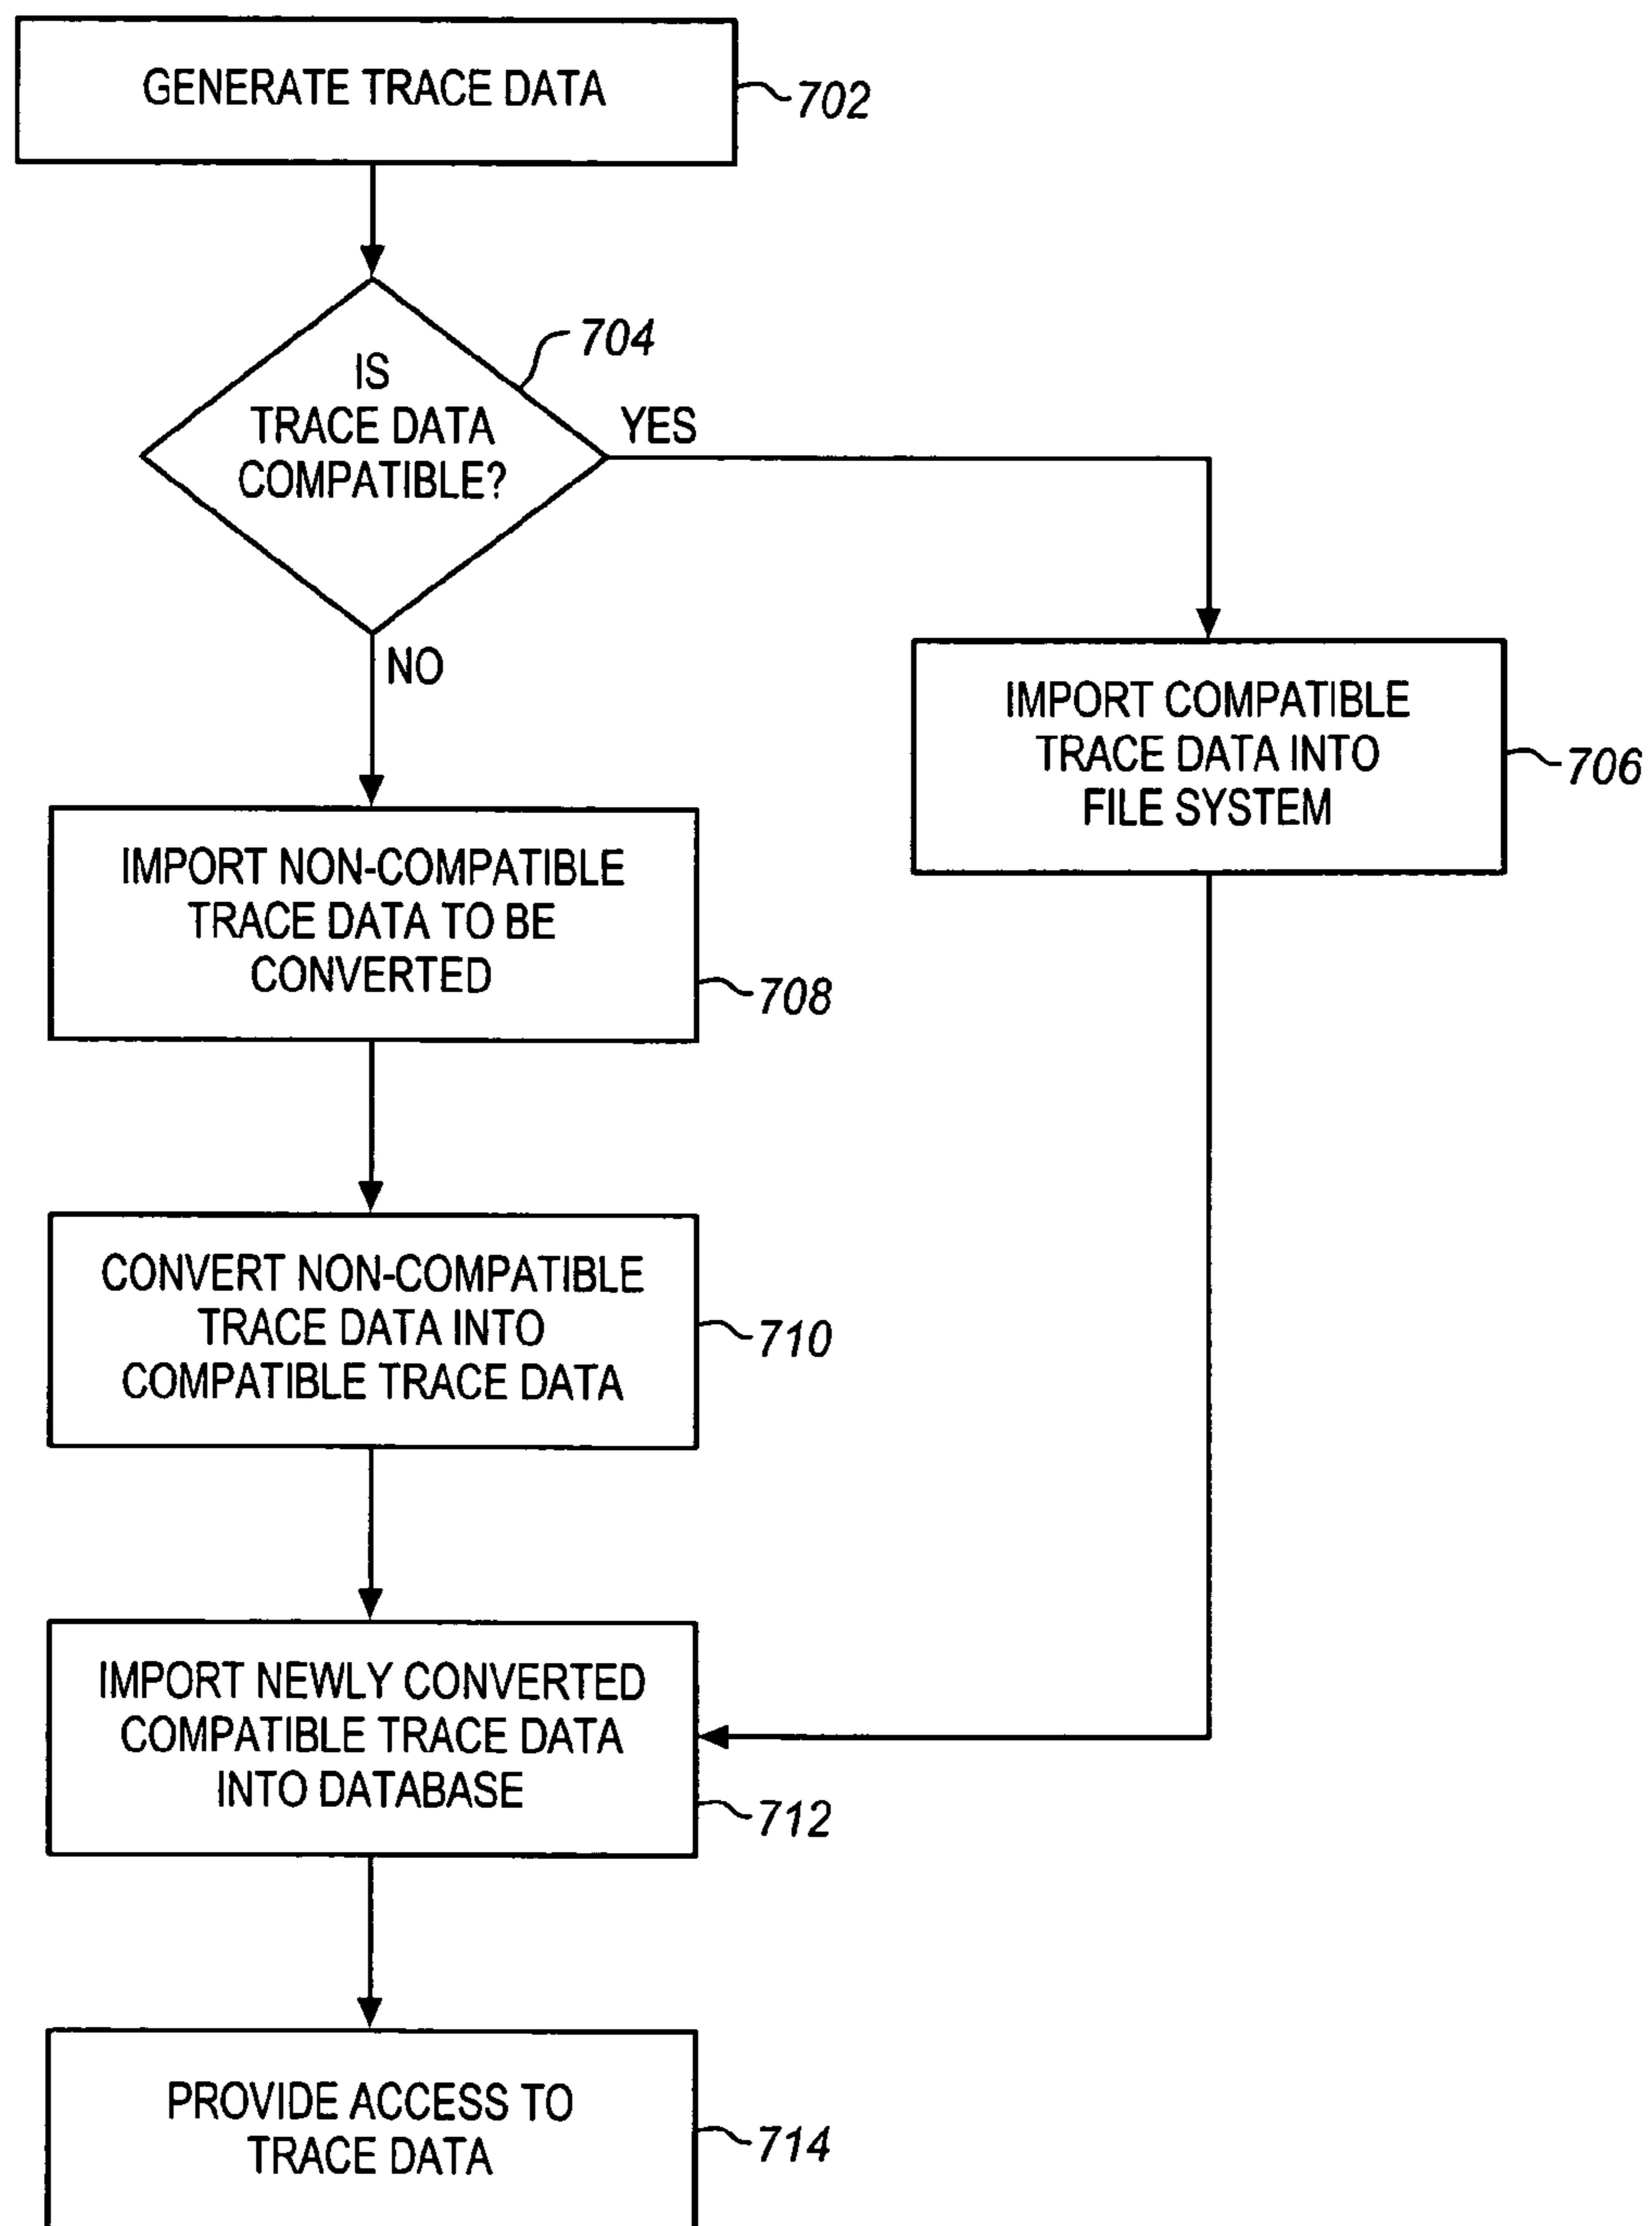 GENERATE TRACE DATA
702
IS
TRACE DATA
COMPATIBLE?
704
YES
NO
IMPORT COMPATIBLE
TRACE DATA INTO
FILE SYSTEM
706
IMPORT NON-COMPATIBLE
TRACE DATA TO BE
CONVERTED
708
CONVERT NON-COMPATIBLE
TRACE DATA INTO
COMPATIBLE TRACE DATA
710
IMPORT NEWLY CONVERTED
COMPATIBLE TRACE DATA
INTO DATABASE
712
PROVIDE ACCESS TO
TRACE DATA
714